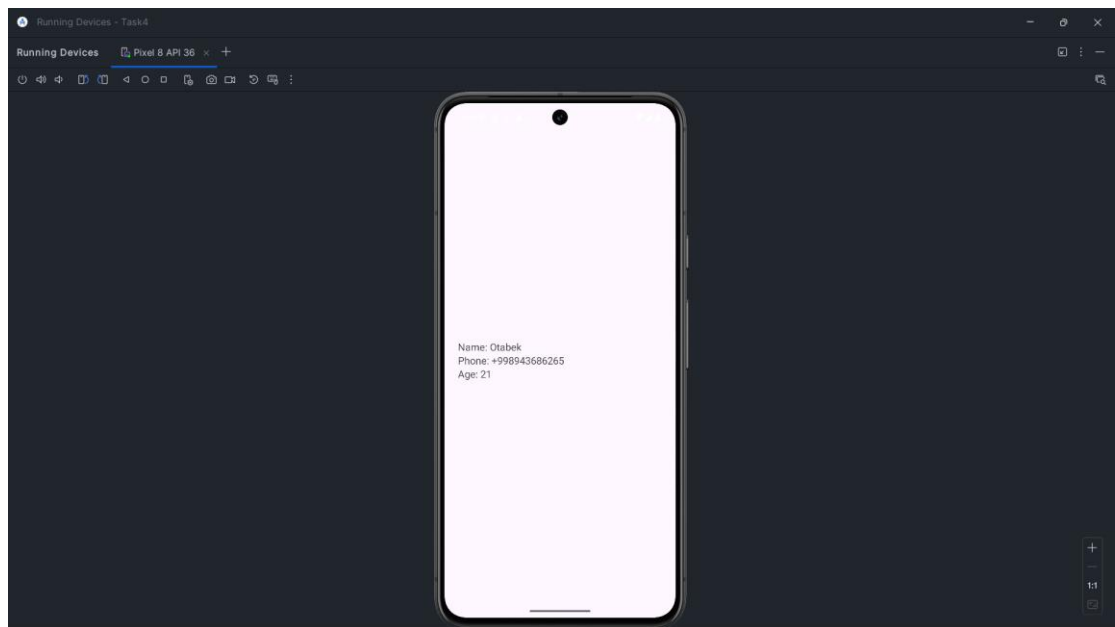 Running Devices - Task4
Running Devices Pixel 8 API 36
Name: Otabek
Phone: +998943686265
Age: 21
1:1